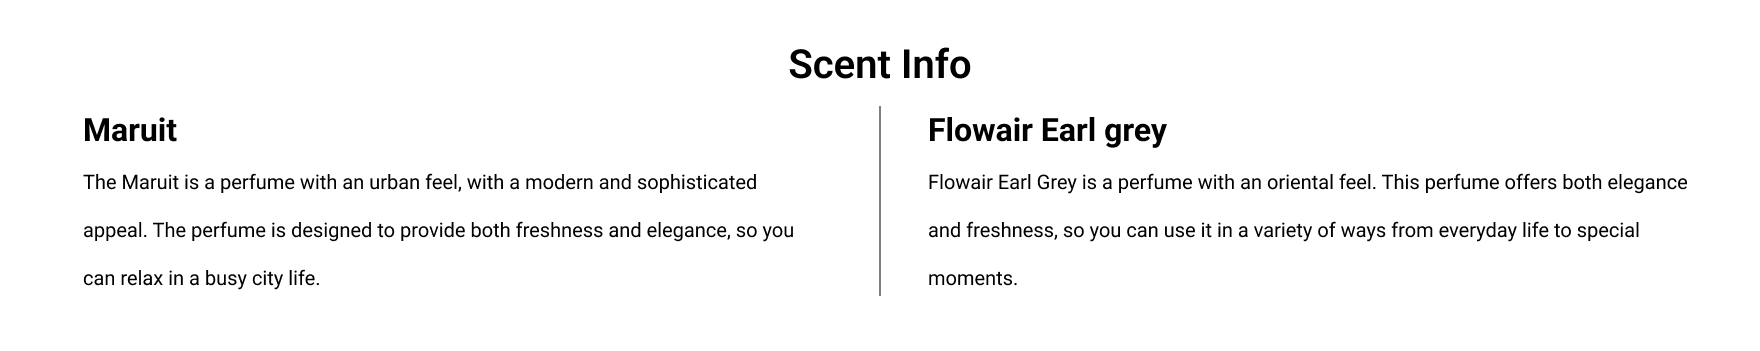 Scent Info
Maruit
The Maruit is a perfume with an urban feel, with a modern and sophisticated
appeal. The perfume is designed to provide both freshness and elegance, so you
can relax in a busy city life.
Flowair Earl grey
Flowair Earl Grey is a perfume with an oriental feel. This perfume offers both elegance
and freshness, so you can use it in a variety of ways from everyday life to special
moments.